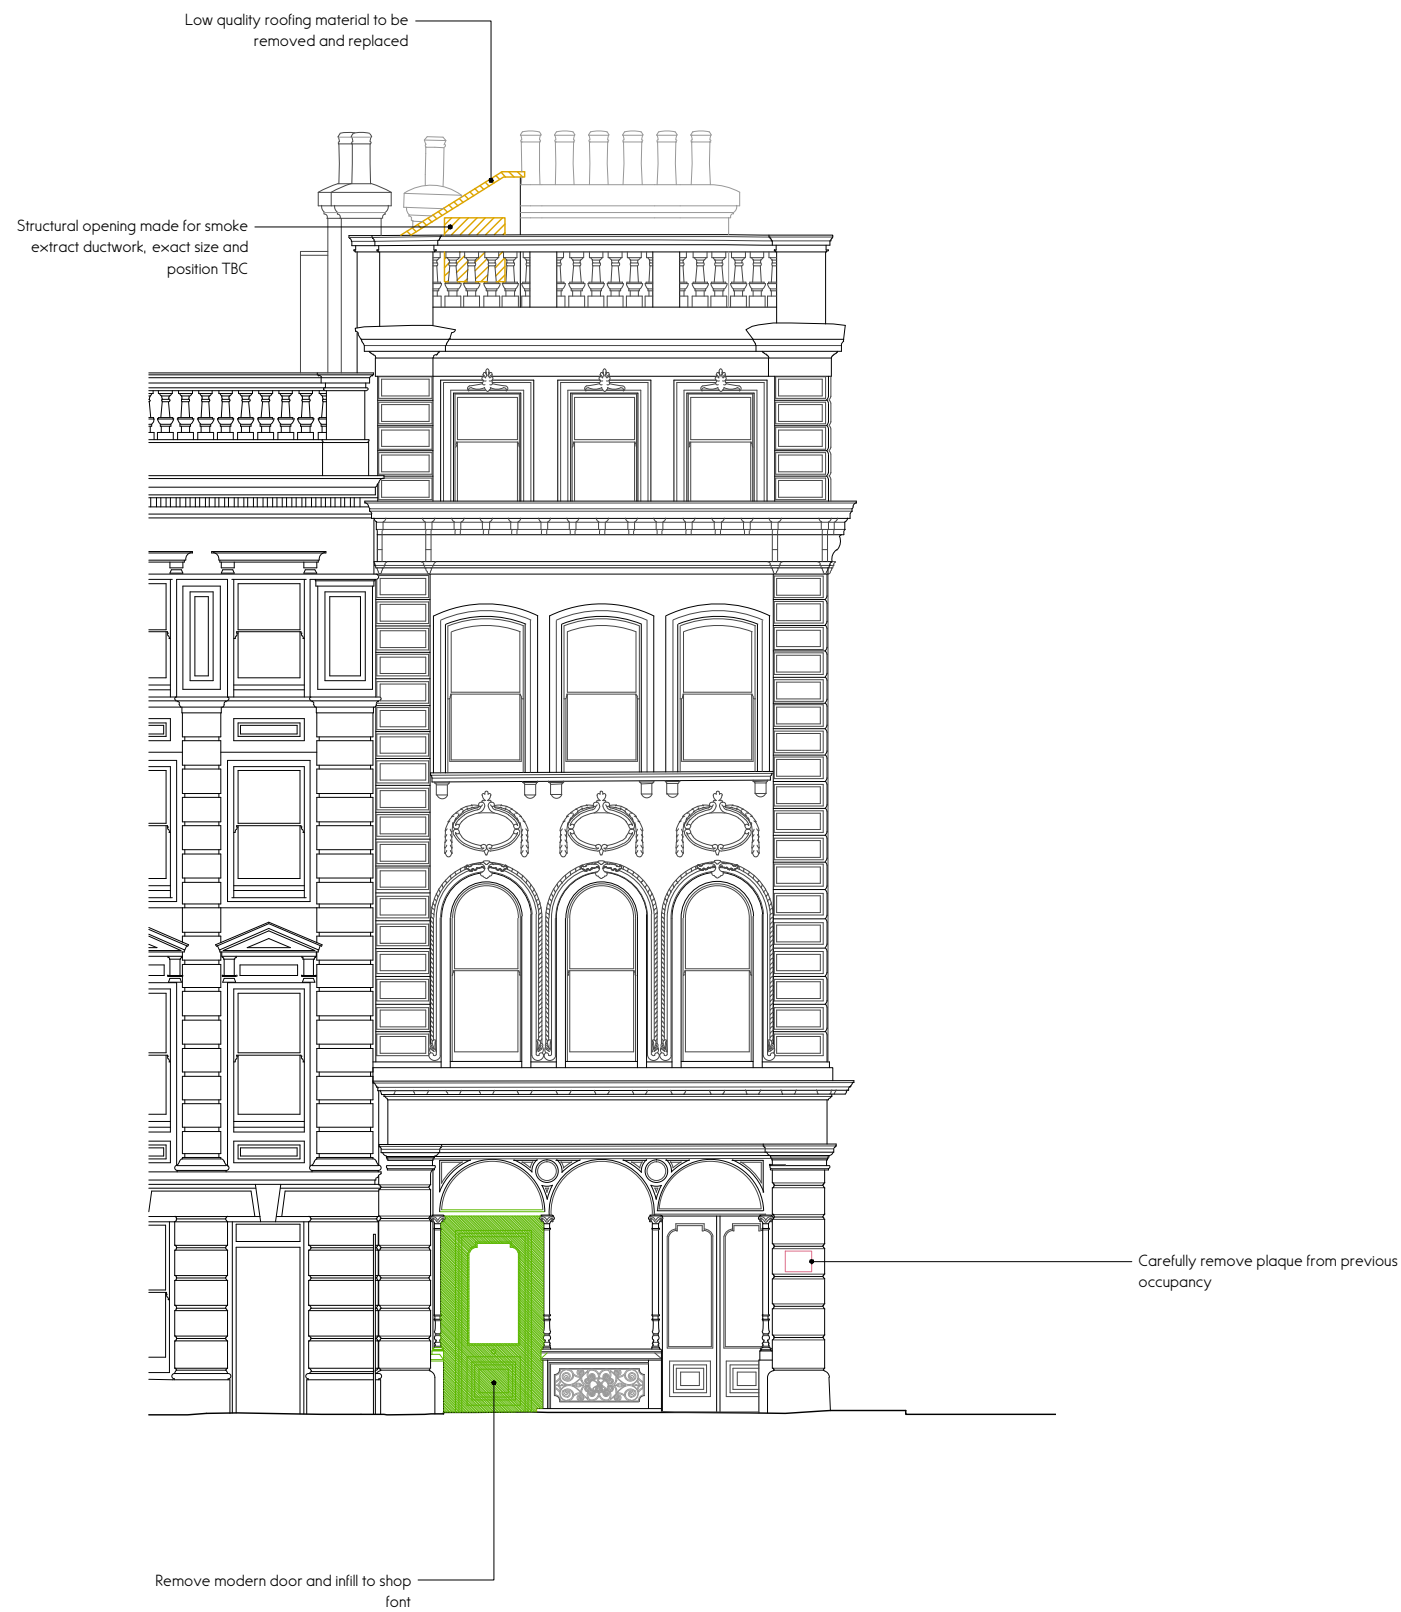 Low quality roofing material to be
removed and replaced
Structural opening made for smoke
extract ductwork, exact size and
position TBC
Carefully remove plaque from previous
occupancy
Remove modern door and infill to shop
font